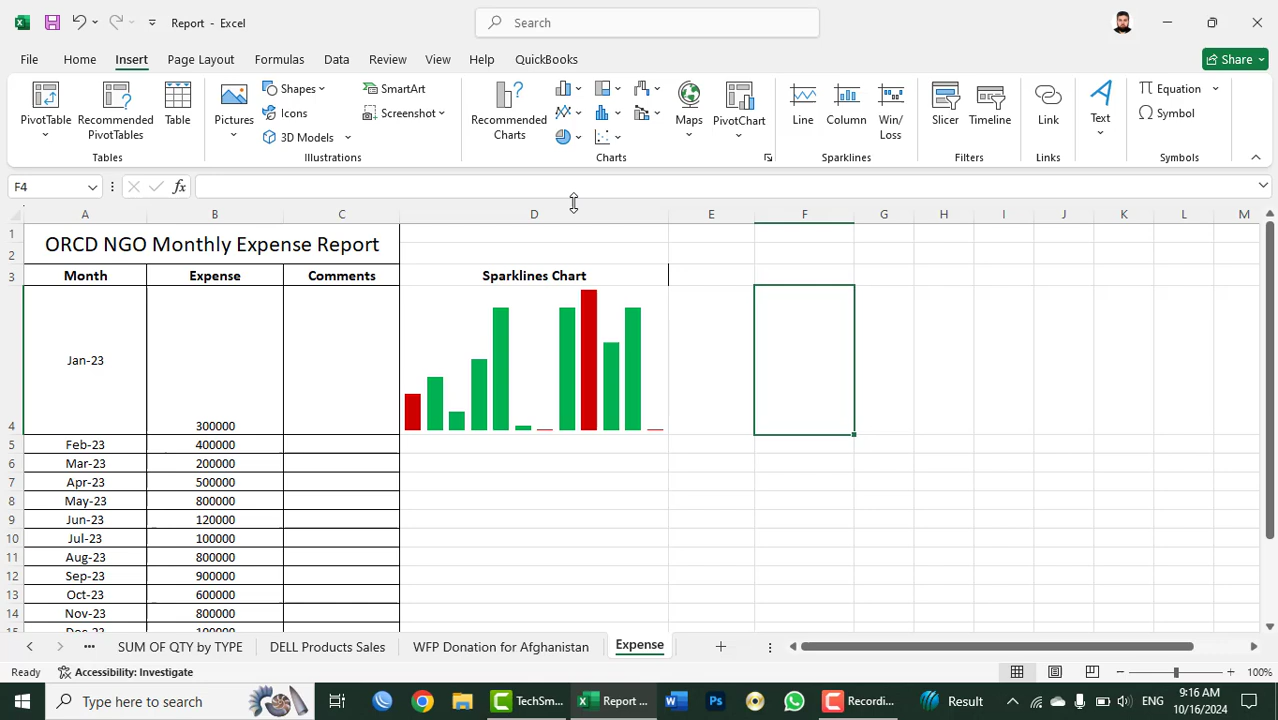 Report - Excel
Search
File Home Insert Page Layout Formulas Data Review View Help QuickBooks Share
PivotTable Recommended PivotTables Table Pictures Shapes Icons 3D Models SmartArt Screenshot Recommended Charts Maps PivotChart Line Column Win/Loss Slicer Timeline Link Text Equation Symbol
Tables Illustrations Charts Sparklines Filters Links Symbols
F4 fx
A B C D E F G H I J K L M
1 ORCD NGO Monthly Expense Report
2
3 Month Expense Comments Sparklines Chart
4 Jan-23 300000
5 Feb-23 400000
6 Mar-23 200000
7 Apr-23 500000
8 May-23 800000
9 Jun-23 120000
10 Jul-23 100000
11 Aug-23 800000
12 Sep-23 900000
13 Oct-23 600000
14 Nov-23 800000
15 Dec-23 100000
SUM OF QTY by TYPE DELL Products Sales WFP Donation for Afghanistan Expense
Ready Accessibility: Investigate 100%
Type here to search TechSm... Report ... Recordi... Result ENG 9:16 AM
10/16/2024